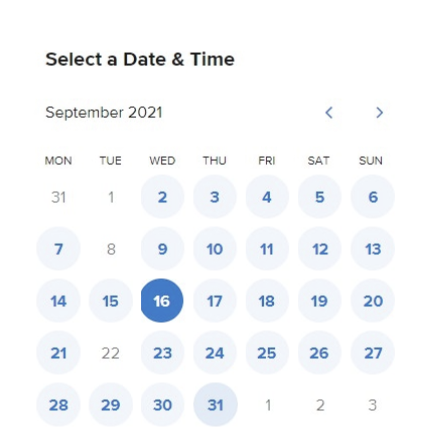 Select a Date & Time
September 2021
MON TUE WED THU FRI SAT SUN
31 1 2 3 4 5 6
7 8 9 10 11 12 13
14 15 16 17 18 19 20
21 22 23 24 25 26 27
28 29 30 31 1 2 3